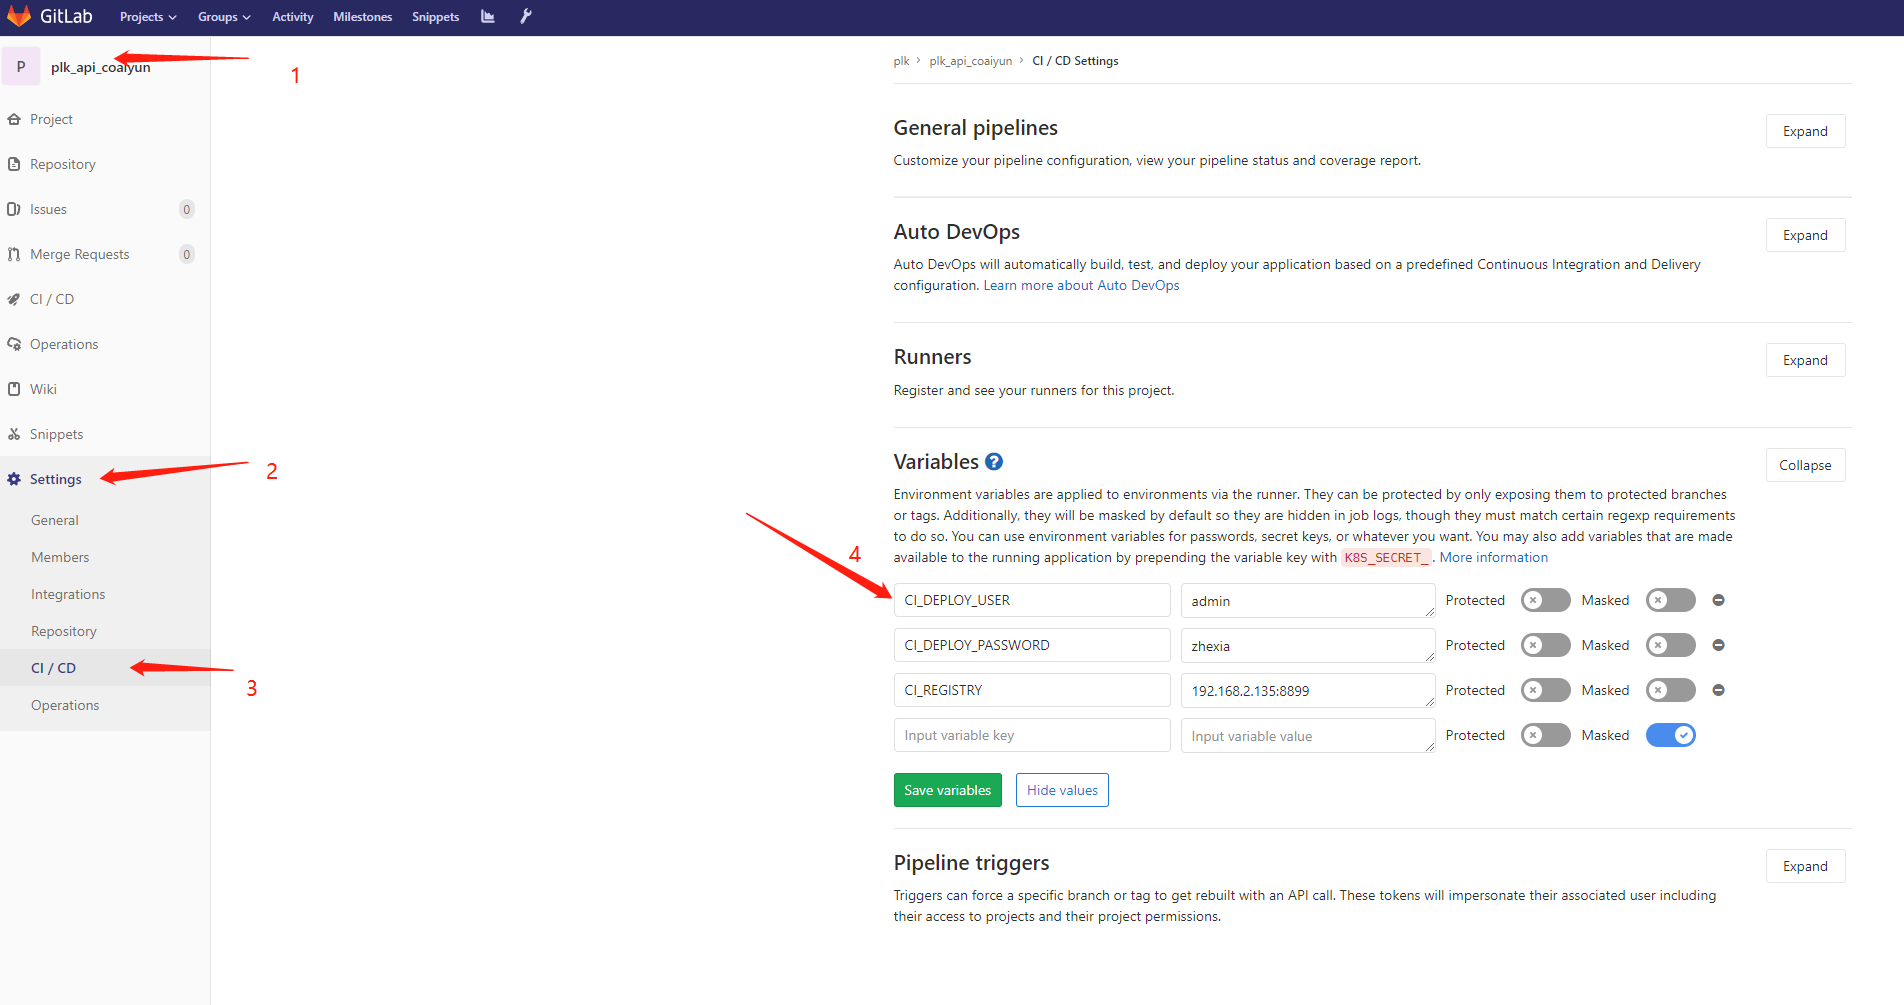 GitLab Projects Groups Activity Milestones Snippets
P plk_api_coaiyun
1
Project
Repository
Issues 0
Merge Requests 0
CI / CD
Operations
Wiki
Snippets
Settings
2
General
Members
Integrations
Repository
CI / CD
3
Operations
plk › plk_api_coaiyun › CI / CD Settings
General pipelines
Expand
Customize your pipeline configuration, view your pipeline status and coverage report.
Auto DevOps
Expand
Auto DevOps will automatically build, test, and deploy your application based on a predefined Continuous Integration and Delivery
configuration. Learn more about Auto DevOps
Runners
Expand
Register and see your runners for this project.
Variables ?
Collapse
Environment variables are applied to environments via the runner. They can be protected by only exposing them to protected branches
or tags. Additionally, they will be masked by default so they are hidden in job logs, though they must match certain regexp requirements
to do so. You can use environment variables for passwords, secret keys, or whatever you want. You may also add variables that are made
available to the running application by prepending the variable key with K8S_SECRET_. More information
4
CI_DEPLOY_USER admin Protected Masked
CI_DEPLOY_PASSWORD zhexia Protected Masked
CI_REGISTRY 192.168.2.135:8899 Protected Masked
Input variable key Input variable value Protected Masked
Save variables Hide values
Pipeline triggers
Expand
Triggers can force a specific branch or tag to get rebuilt with an API call. These tokens will impersonate their associated user including
their access to projects and their project permissions.